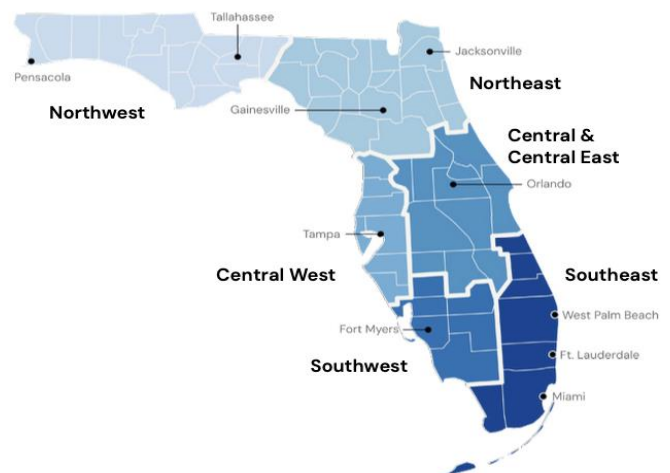 Tallahassee
Jacksonville
Pensacola
Northeast
Northwest
Gainesville
Central &
Central East
Orlando
Tampa
Central West
Southeast
West Palm Beach
Fort Myers
Ft. Lauderdale
Southwest
Miami